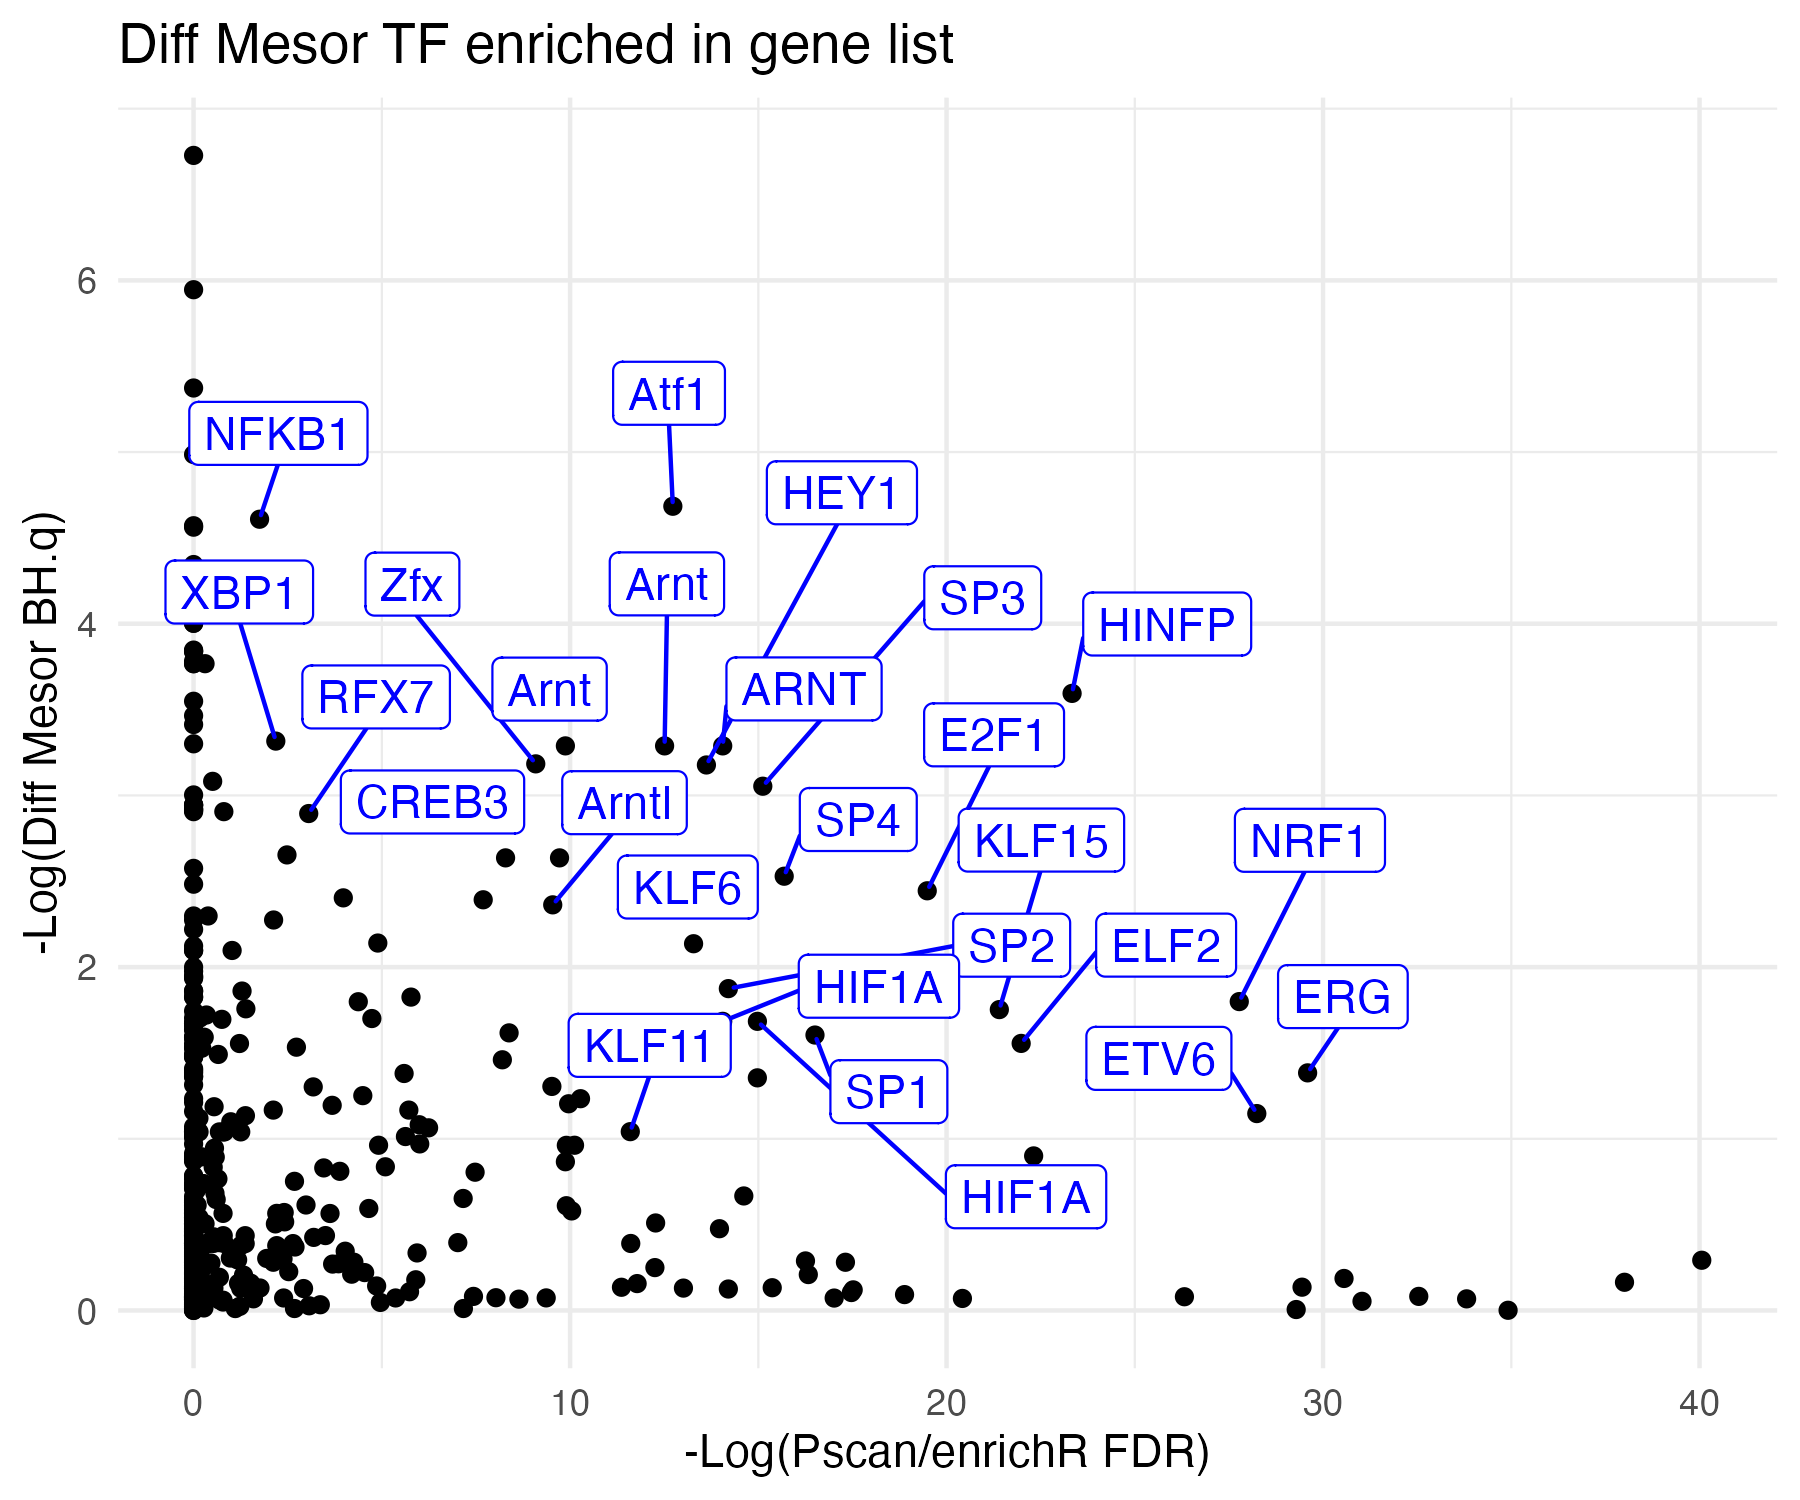 Diff Mesor TF enriched in gene list
-Log(Diff Mesor BH.q)
6
4
2
0
Atf1
NFKB1
HEY1
XBP1
Zfx
Arnt
SP3
HINFP
RFX7
Arnt
ARNT
E2F1
CREB3
Arntl
SP4
KLF15
NRF1
KLF6
SP2
ELF2
HIF1A
ERG
KLF11
ETV6
SP1
HIF1A
0
10
20
30
40
-Log(Pscan/enrichR FDR)